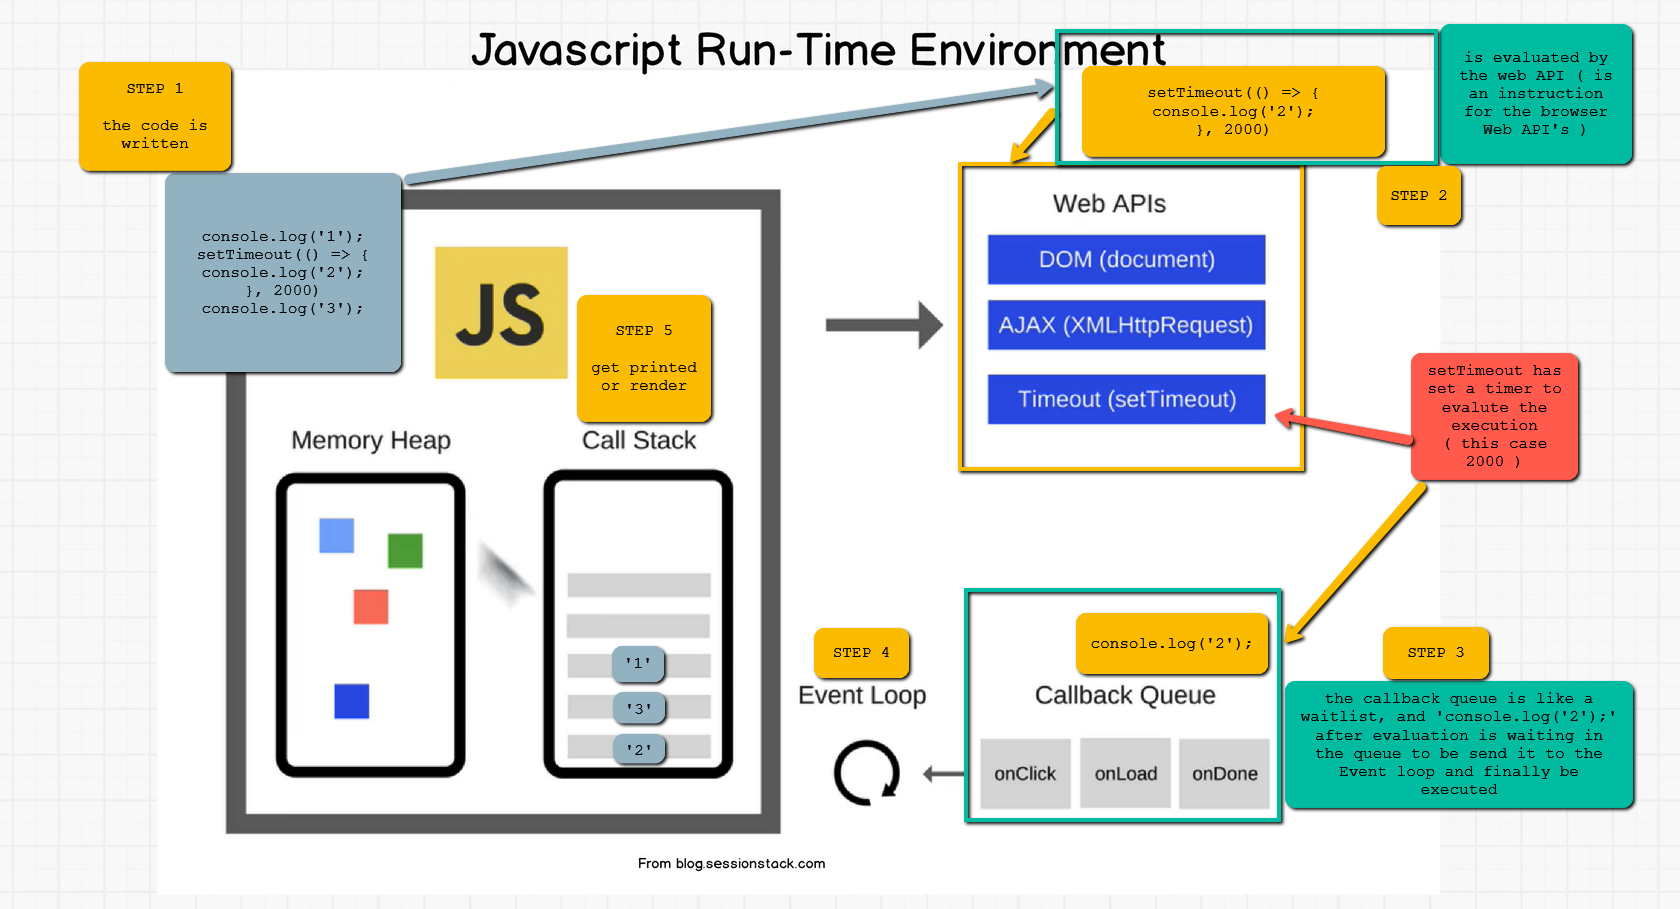 Javascript Run-Time Environment
STEP 1
the code is
written
console.log('1');
setTimeout(() => {
console.log('2');
}, 2000)
console.log('3');
JS
STEP 5
get printed
or render
Memory Heap
Call Stack
'1'
'3'
'2'
setTimeout(() => {
console.log('2');
}, 2000)
is evaluated by
the web API ( is
an instruction
for the browser
Web API's )
STEP 2
Web APIs
DOM (document)
AJAX (XMLHttpRequest)
Timeout (setTimeout)
setTimeout has
set a timer to
evalute the
execution
( this case
2000 )
STEP 4
Event Loop
console.log('2');
Callback Queue
onClick
onLoad
onDone
STEP 3
the callback queue is like a
waitlist, and 'console.log('2');'
after evaluation is waiting in
the queue to be send it to the
Event loop and finally be
executed
From blog.sessionstack.com